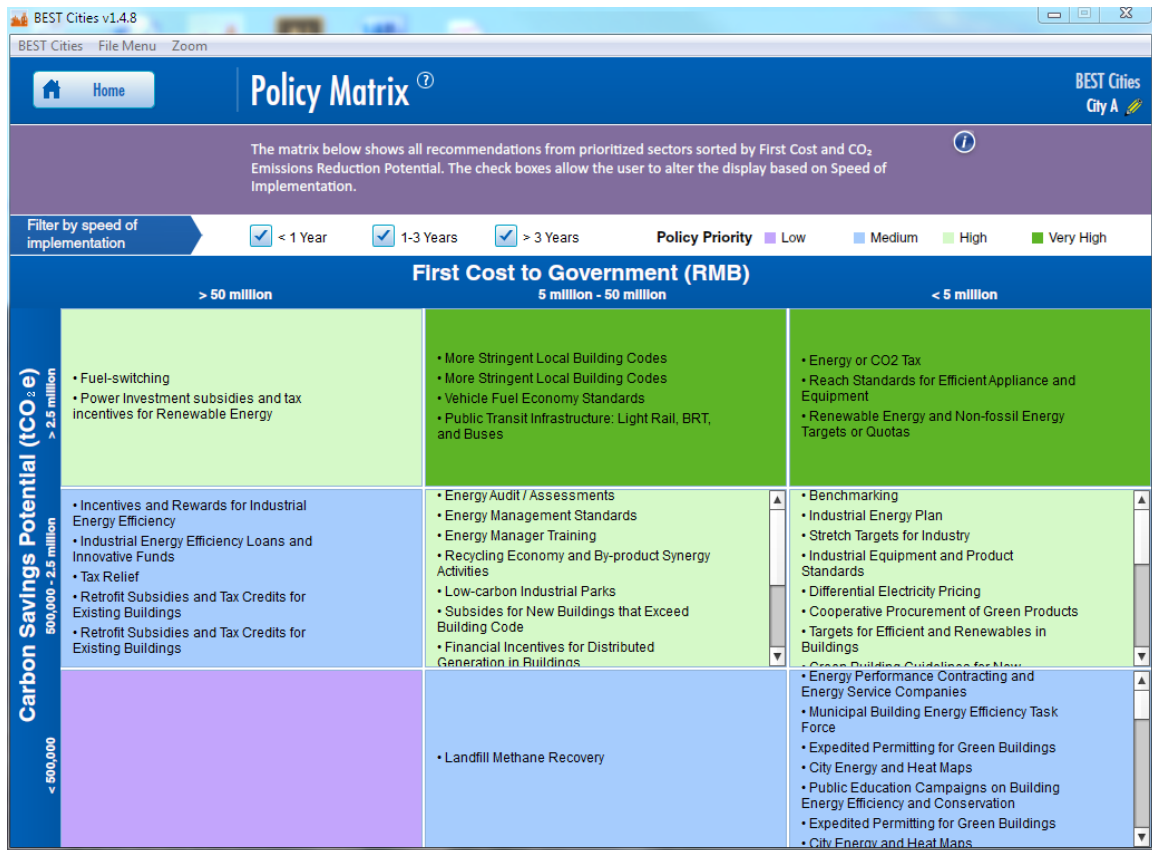 BEST Cities v1.4.8
BEST Cities File Menu Zoom
Home
Policy Matrix ?
BEST Cities
City A
The matrix below shows all recommendations from prioritized sectors sorted by First Cost and CO₂
Emissions Reduction Potential. The check boxes allow the user to alter the display based on Speed of
Implementation.
i
Filter by speed of
implementation
< 1 Year
1-3 Years
> 3 Years
Policy Priority
Low
Medium
High
Very High
First Cost to Government (RMB)
> 50 million
5 million - 50 million
< 5 million
Carbon Savings Potential (tCO₂e)
> 2.5 million
• Fuel-switching
• Power Investment subsidies and tax
incentives for Renewable Energy
• More Stringent Local Building Codes
• More Stringent Local Building Codes
• Vehicle Fuel Economy Standards
• Public Transit Infrastructure: Light Rail, BRT,
and Buses
• Energy or CO2 Tax
• Reach Standards for Efficient Appliance and
Equipment
• Renewable Energy and Non-fossil Energy
Targets or Quotas
500,000 - 2.5 million
• Incentives and Rewards for Industrial
Energy Efficiency
• Industrial Energy Efficiency Loans and
Innovative Funds
• Tax Relief
• Retrofit Subsidies and Tax Credits for
Existing Buildings
• Retrofit Subsidies and Tax Credits for
Existing Buildings
• Energy Audit / Assessments
• Energy Management Standards
• Energy Manager Training
• Recycling Economy and By-product Synergy
Activities
• Low-carbon Industrial Parks
• Subsides for New Buildings that Exceed
Building Code
• Financial Incentives for Distributed
Generation in Buildings
• Benchmarking
• Industrial Energy Plan
• Stretch Targets for Industry
• Industrial Equipment and Product
Standards
• Differential Electricity Pricing
• Cooperative Procurement of Green Products
• Targets for Efficient and Renewables in
Buildings
• Green Building Guidelines for New
< 500,000
• Landfill Methane Recovery
• Energy Performance Contracting and
Energy Service Companies
• Municipal Building Energy Efficiency Task
Force
• Expedited Permitting for Green Buildings
• City Energy and Heat Maps
• Public Education Campaigns on Building
Energy Efficiency and Conservation
• Expedited Permitting for Green Buildings
• City Energy and Heat Maps